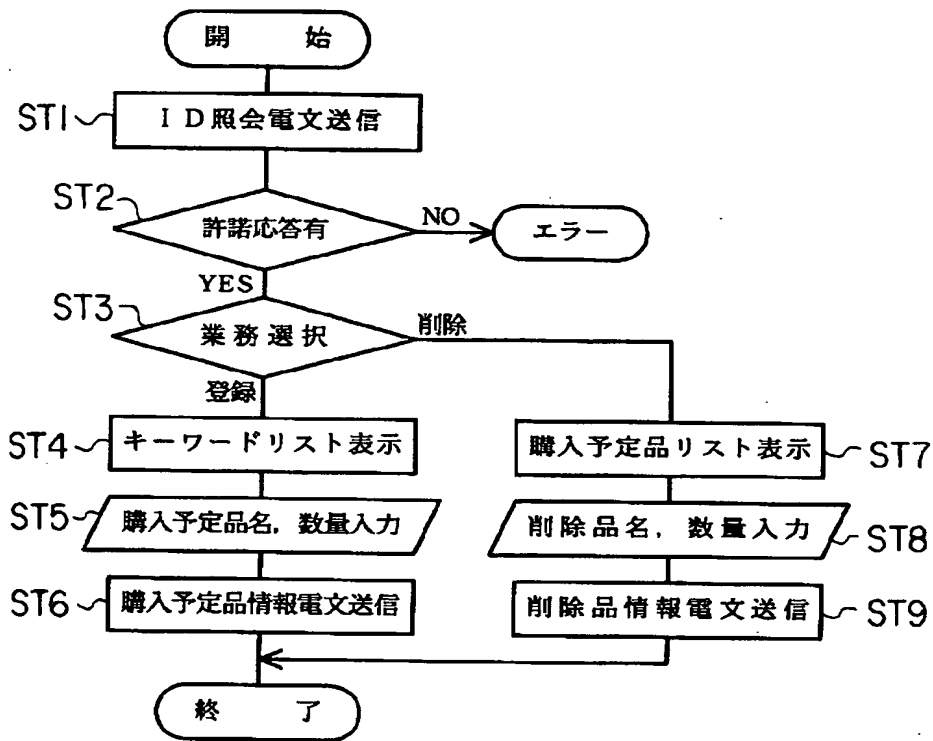 開 始
ST1
ID照会電文送信
ST2
許諾応答有
NO
エラー
YES
ST3
業務選択
削除
登録
ST4
キーワードリスト表示
購入予定品リスト表示
ST7
ST5
購入予定品名，数量入力
削除品名，数量入力
ST8
ST6
購入予定品情報電文送信
削除品情報電文送信
ST9
終 了